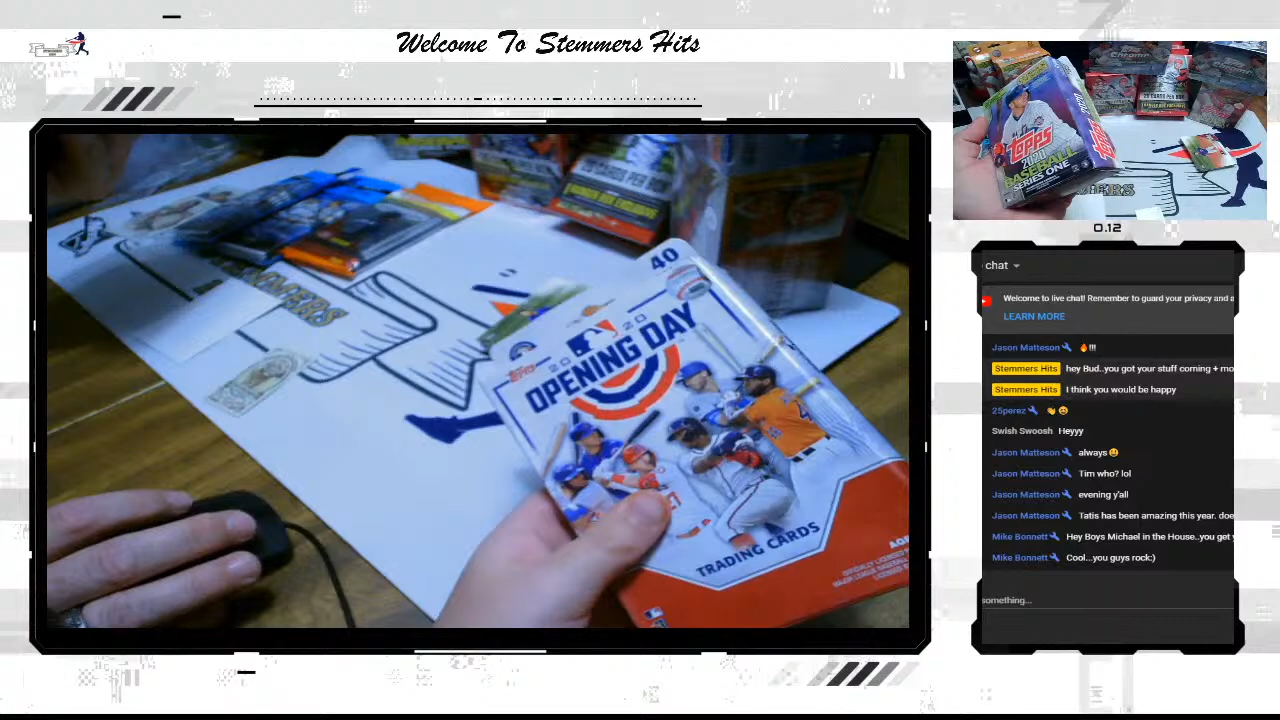 Welcome To Stemmers Hits
40
topps
2020
OPENING DAY
TRADING CARDS
TOPPS
2020
BASEBALL
SERIES ONE
0.12
chat
Welcome to live chat! Remember to guard your privacy and a
LEARN MORE
Jason Matteson 🔥!!!
Stemmers Hits hey Bud..you got your stuff coming + mo
Stemmers Hits I think you would be happy
25perez 👏😄
Swish Swoosh Heyyy
Jason Matteson always😃
Jason Matteson Tim who? lol
Jason Matteson evening y'all
Jason Matteson Tatis has been amazing this year. doe
Mike Bonnett Hey Boys Michael in the House..you get y
Mike Bonnett Cool...you guys rock;)
something...